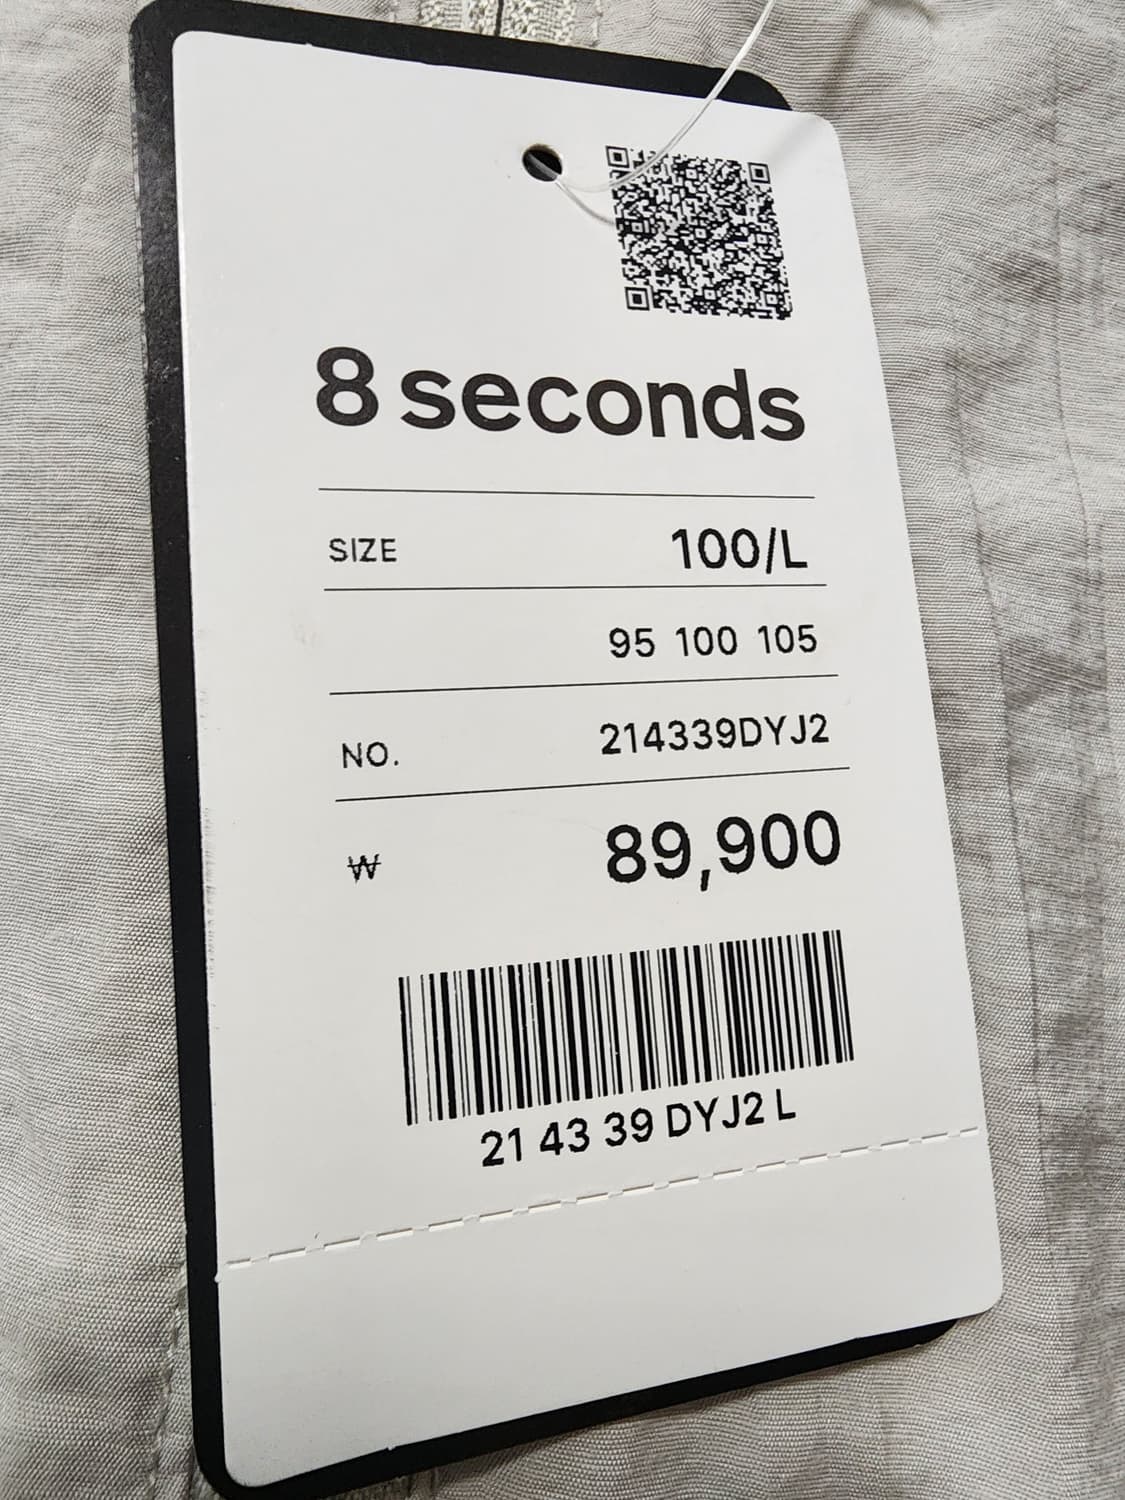 8 seconds
SIZE 100/L
95 100 105
NO. 214339DYJ2
₩ 89,900
21 43 39 DYJ2 L